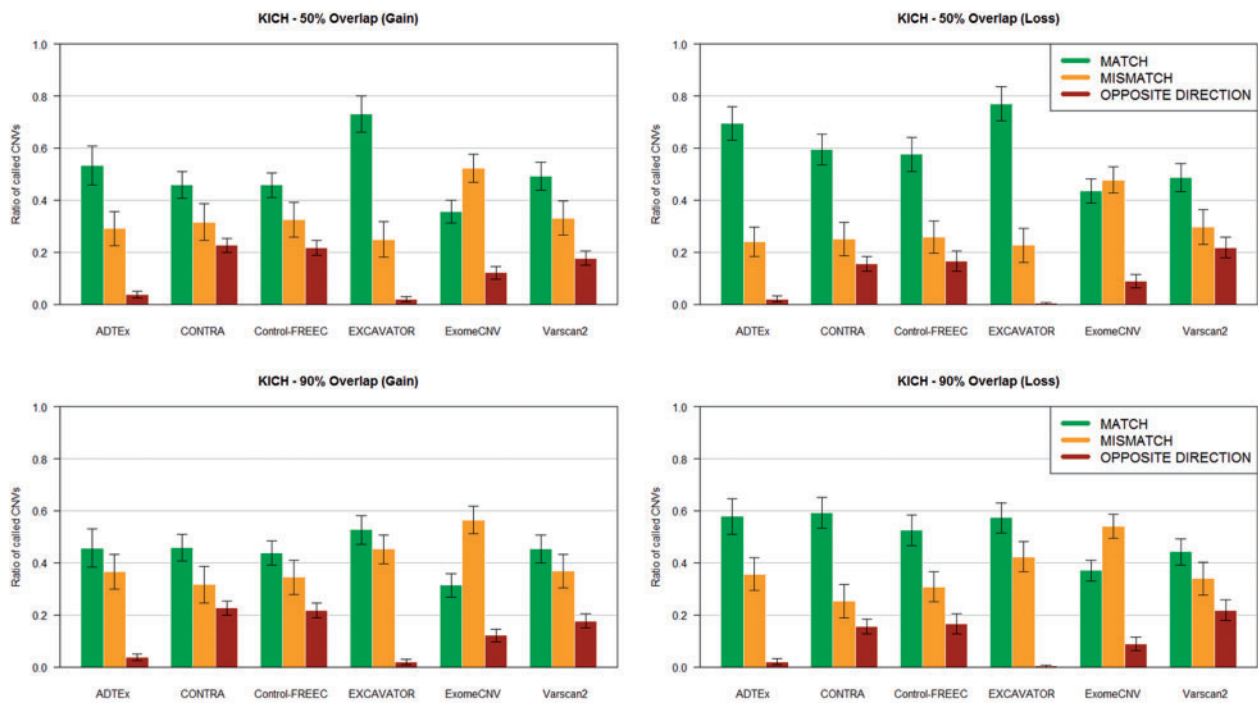 KICH - 50% Overlap (Gain)
Ratio of called CNVs
1.0
0.8
0.6
0.4
0.2
0.0
ADTEx CONTRA Control-FREEC EXCAVATOR ExomeCNV Varscan2
KICH - 50% Overlap (Loss)
Ratio of called CNVs
1.0
0.8
0.6
0.4
0.2
0.0
MATCH
MISMATCH
OPPOSITE DIRECTION
ADTEx CONTRA Control-FREEC EXCAVATOR ExomeCNV Varscan2
KICH - 90% Overlap (Gain)
Ratio of called CNVs
1.0
0.8
0.6
0.4
0.2
0.0
ADTEx CONTRA Control-FREEC EXCAVATOR ExomeCNV Varscan2
KICH - 90% Overlap (Loss)
Ratio of called CNVs
1.0
0.8
0.6
0.4
0.2
0.0
MATCH
MISMATCH
OPPOSITE DIRECTION
ADTEx CONTRA Control-FREEC EXCAVATOR ExomeCNV Varscan2